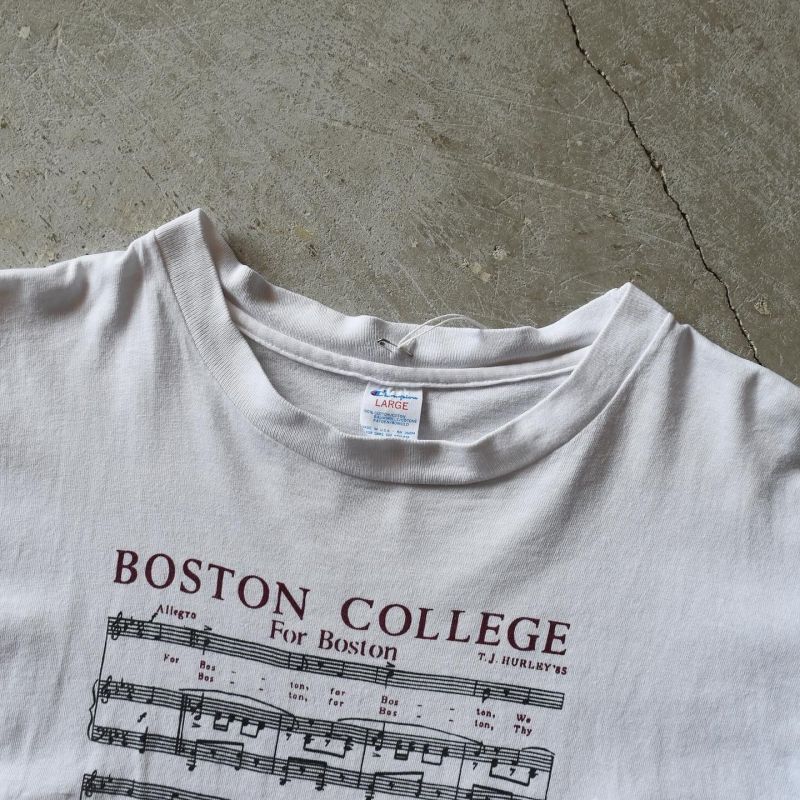 Champion
LARGE
BOSTON COLLEGE
For Boston
Allegro
T.J. HURLEY '85
For Bos - - ton, for Bos - - ton, We
Bos - - ton, for Bos - - ton, Thy